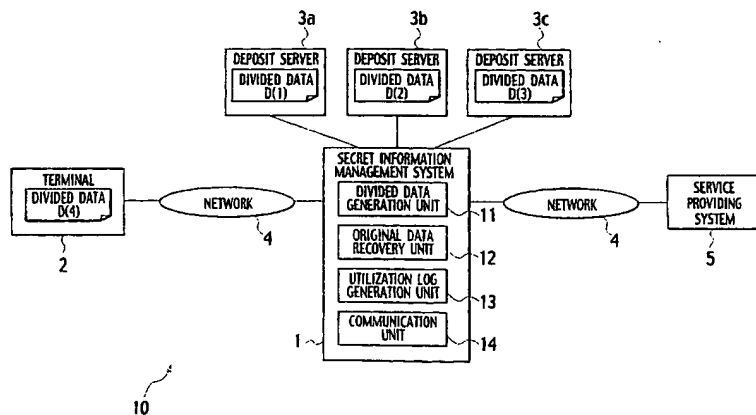 3a
3b
3c
DEPOSIT SERVER
DIVIDED DATA
D(1)
DEPOSIT SERVER
DIVIDED DATA
D(2)
DEPOSIT SERVER
DIVIDED DATA
D(3)
TERMINAL
DIVIDED DATA
D(4)
2
NETWORK
4
SECRET INFORMATION
MANAGEMENT SYSTEM
DIVIDED DATA
GENERATION UNIT
11
ORIGINAL DATA
RECOVERY UNIT
12
UTILIZATION LOG
GENERATION UNIT
13
COMMUNICATION
UNIT
14
1
NETWORK
4
SERVICE
PROVIDING
SYSTEM
5
10